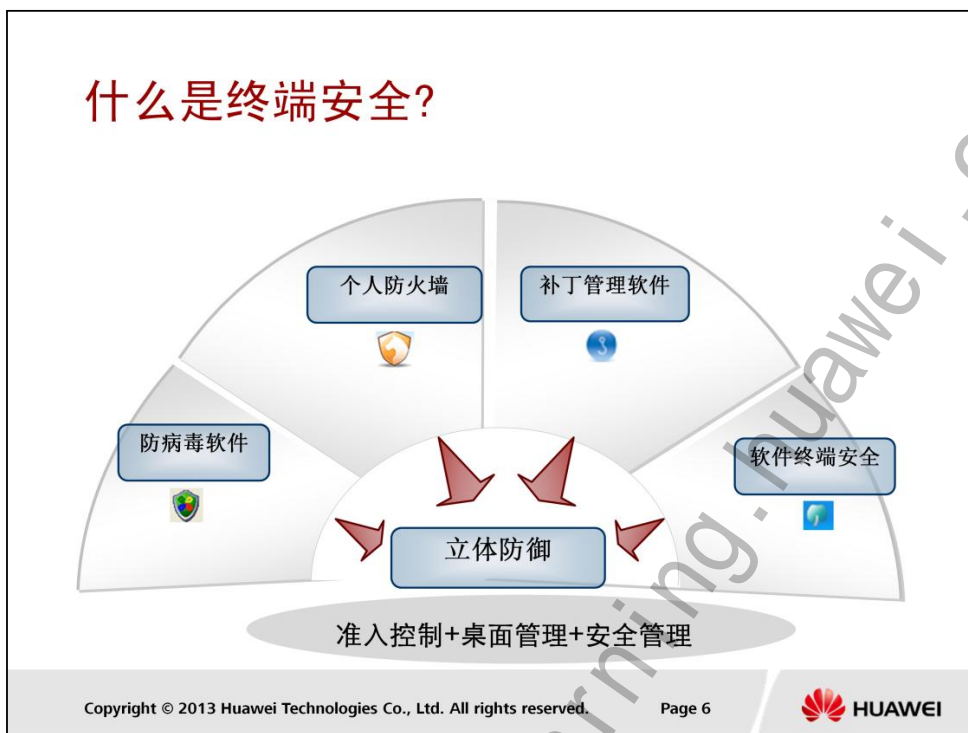 什么是终端安全?
个人防火墙
补丁管理软件
防病毒软件
软件终端安全
立体防御
准入控制+桌面管理+安全管理
Copyright © 2013 Huawei Technologies Co., Ltd. All rights reserved.
Page 6
HUAWEI
rning.huawei.